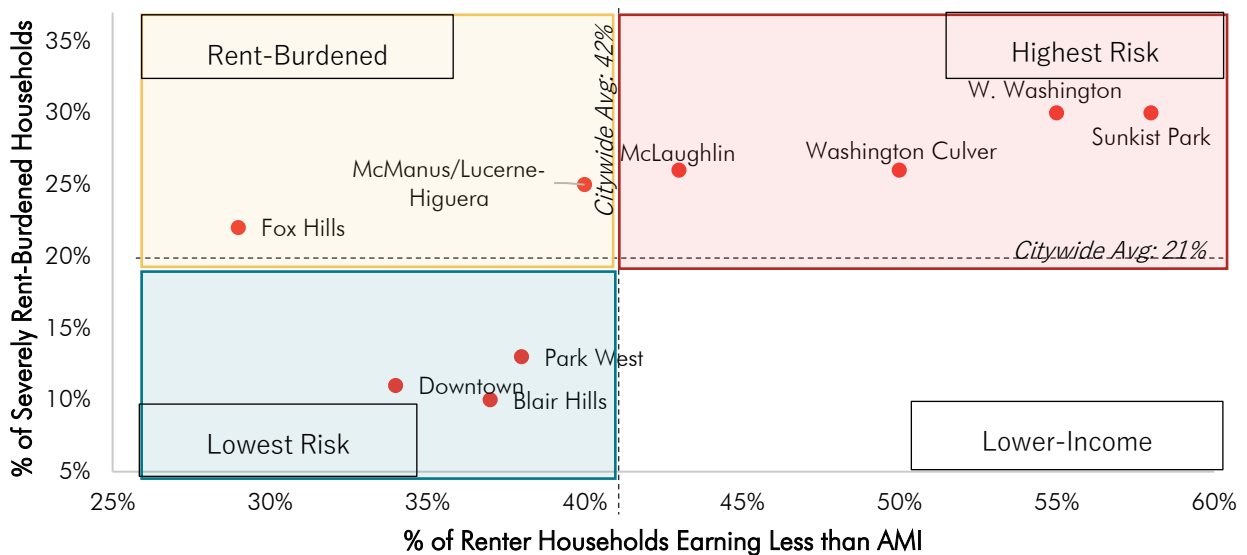 % of Severely Rent-Burdened Households
35%
30%
25%
20%
15%
10%
5%
Rent-Burdened
Citywide Avg: 42%
Highest Risk
W. Washington
Sunkist Park
McLaughlin
Washington Culver
McManus/Lucerne-
Higuera
Fox Hills
Citywide Avg: 21%
Park West
Downtown
Blair Hills
Lowest Risk
Lower-Income
25%
30%
35%
40%
45%
50%
55%
60%
% of Renter Households Earning Less than AMI